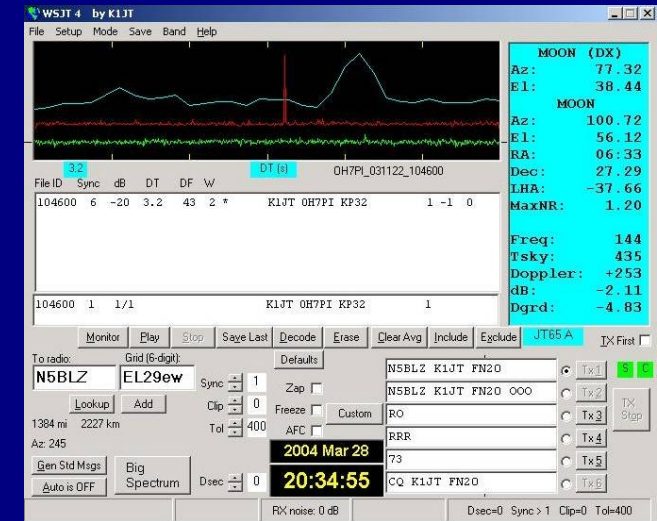 WSJT 4 by K1JT
File Setup Mode Save Band Help
MOON (DX)
Az: 77.32
El: 38.44
MOON
Az: 100.72
El: 56.12
RA: 06:33
Dec: 27.29
LHA: -37.66
MaxNR: 1.20
Freq: 144
Tsky: 435
Doppler: +253
dB: -2.11
Dgrd: -4.83
3.2 DT (s) OH7PI_031122_104600
File ID Sync dB DT DF W
104600 6 -20 3.2 43 2 * K1JT OH7PI KP32 1 -1 0
104600 1 1/1 K1JT OH7PI KP32 1
Monitor Play Stop Save Last Decode Erase Clear Avg Include Exclude JT65A TX First
To radio: Grid (6-digit):
N5BLZ EL29ew
Lookup Add
1384 mi 2227 km
Az: 245
Gen Std Msgs
Auto is OFF
Big Spectrum
Sync 1
Clip 0
Tol 400
Dsec 0
Defaults
Zap
Freeze
AFC
Custom
2004 Mar 28
20:34:55
N5BLZ K1JT FN20 Tx1 S C
N5BLZ K1JT FN20 OOO Tx2
RO Tx3
RRR Tx4
73 Tx5
CQ K1JT FN20 Tx6
TX Stop
RX noise: 0 dB Dsec=0 Sync > 1 Clip=0 Tol=400